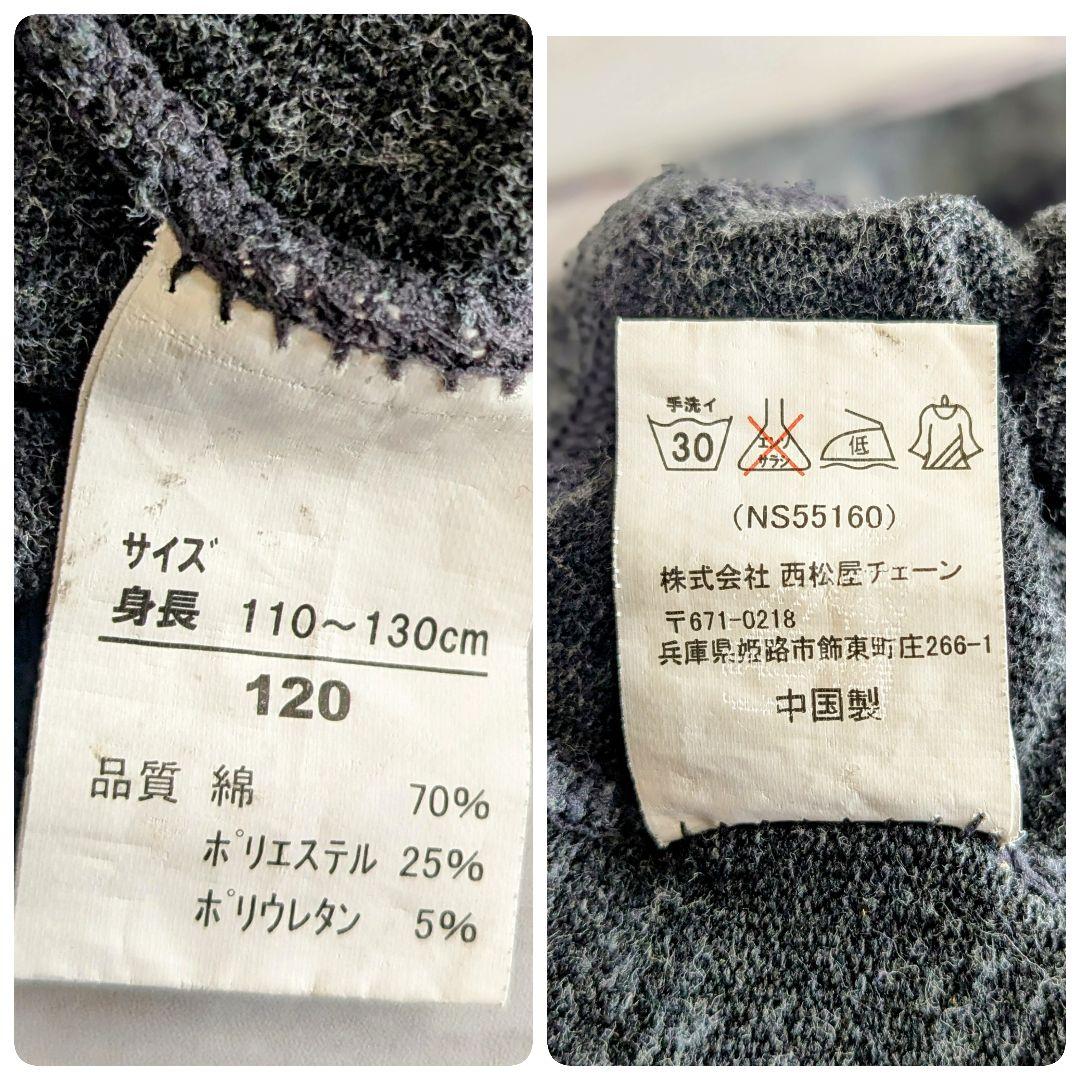 サイズ
身長 110～130cm
120
品質 綿 70%
ポリエステル 25%
ポリウレタン 5%
手洗イ
30
エンソ
サラシ
低
(NS55160)
株式会社 西松屋チェーン
〒671-0218
兵庫県姫路市飾東町庄266-1
中国製